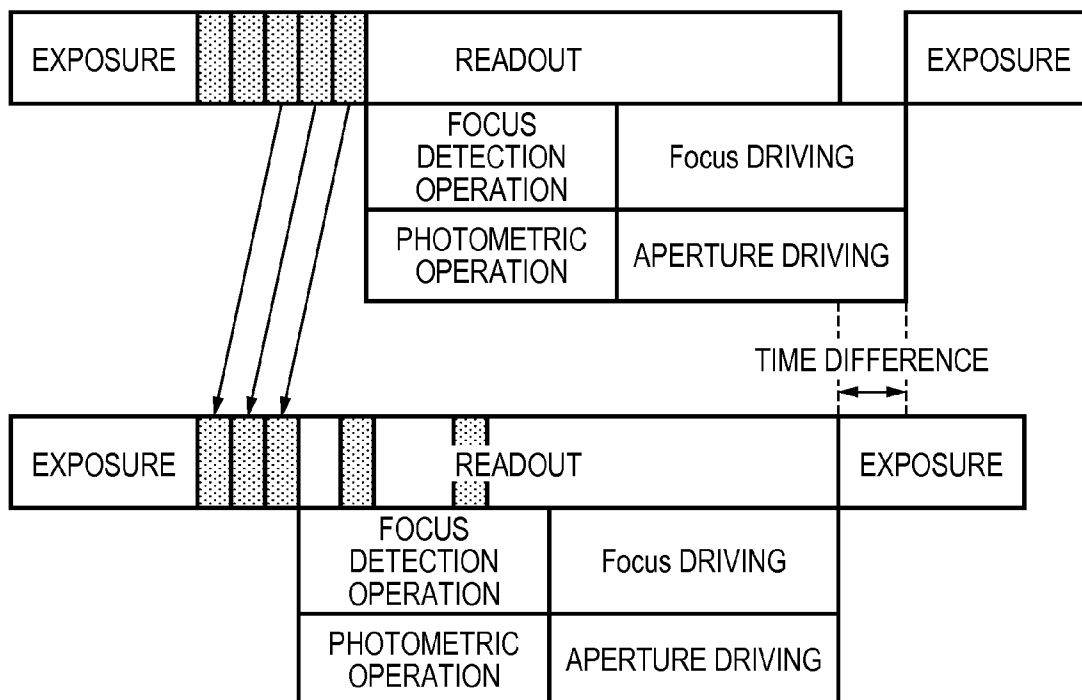 EXPOSURE
READOUT
EXPOSURE
FOCUS
DETECTION
OPERATION
Focus DRIVING
PHOTOMETRIC
OPERATION
APERTURE DRIVING
TIME DIFFERENCE
EXPOSURE
READOUT
EXPOSURE
FOCUS
DETECTION
OPERATION
Focus DRIVING
PHOTOMETRIC
OPERATION
APERTURE DRIVING